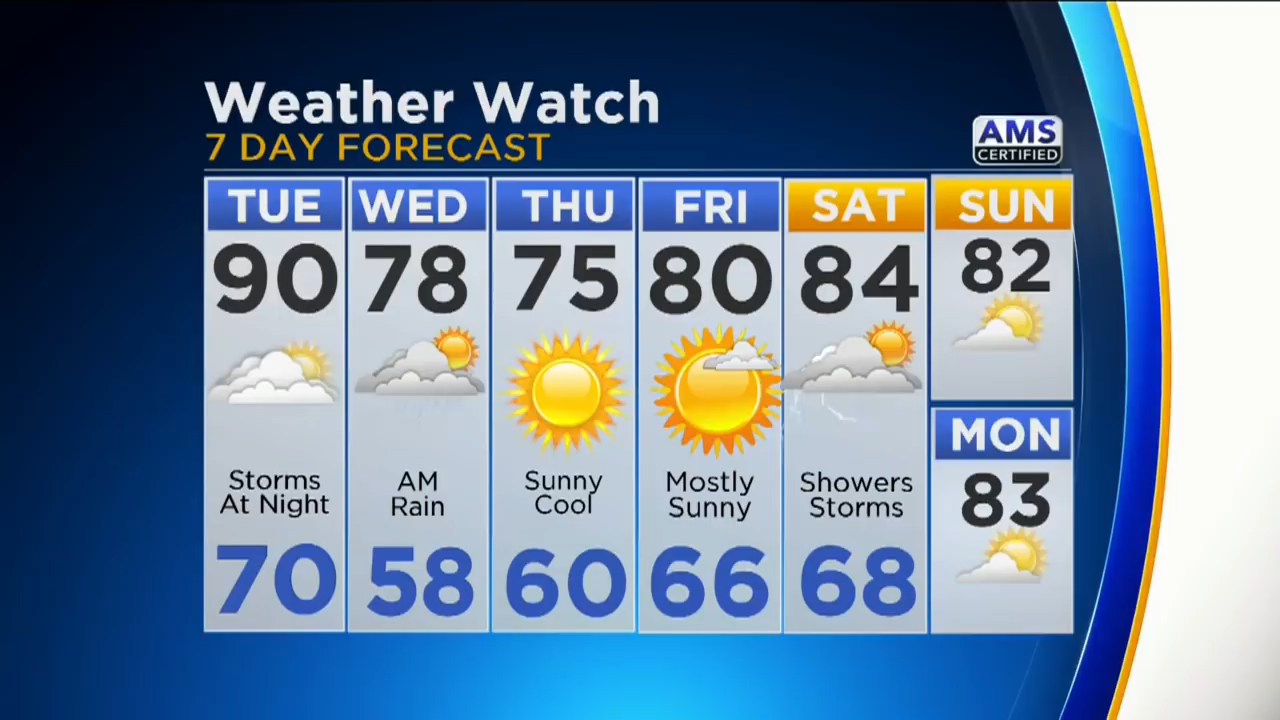 Weather Watch
7 DAY FORECAST
AMS
CERTIFIED
TUE
90
Storms
At Night
70
WED
78
AM
Rain
58
THU
75
Sunny
Cool
60
FRI
80
Mostly
Sunny
66
SAT
84
Showers
Storms
68
SUN
82
MON
83